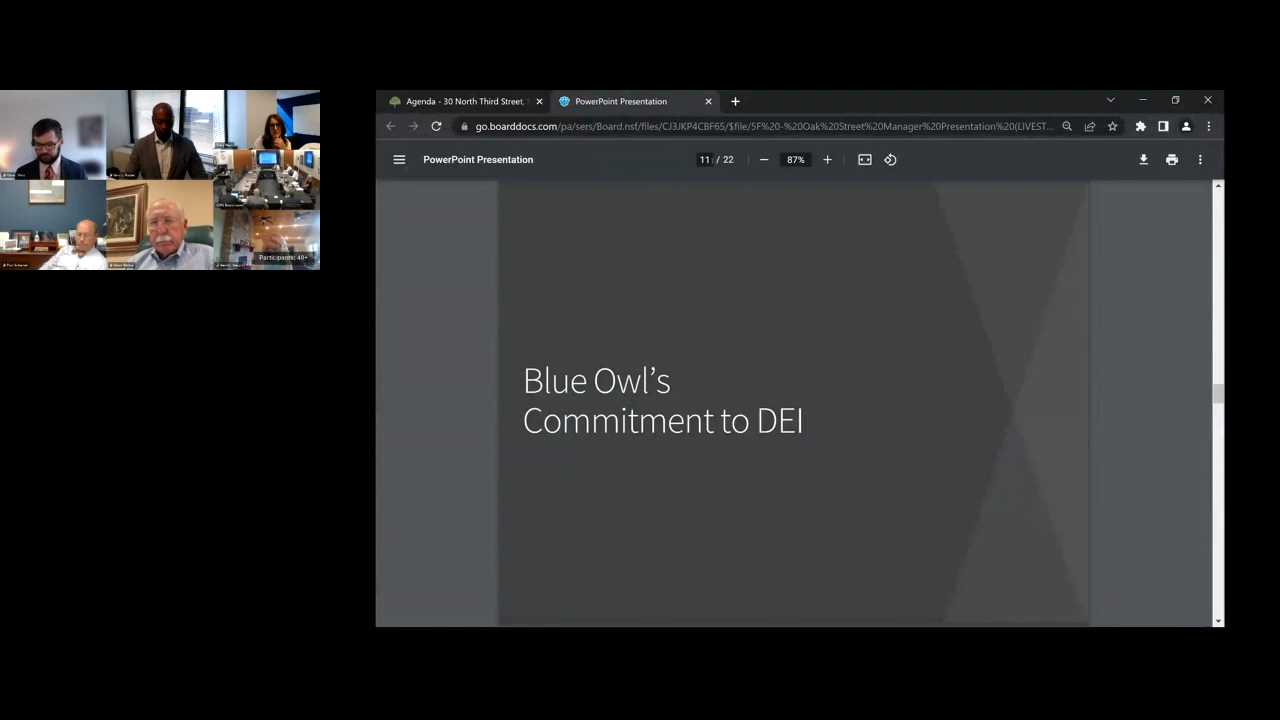 Agenda - 30 North Third Street,
PowerPoint Presentation
go.boarddocs.com/pa/sers/Board.nsf/files/CJ3JKP4CBF65/$file/SF%20-%20Oak%20Street%20Manager%20Presentation%20(LIVEST...
PowerPoint Presentation
11 / 22
87%
Participants: 40+
Blue Owl's
Commitment to DEI